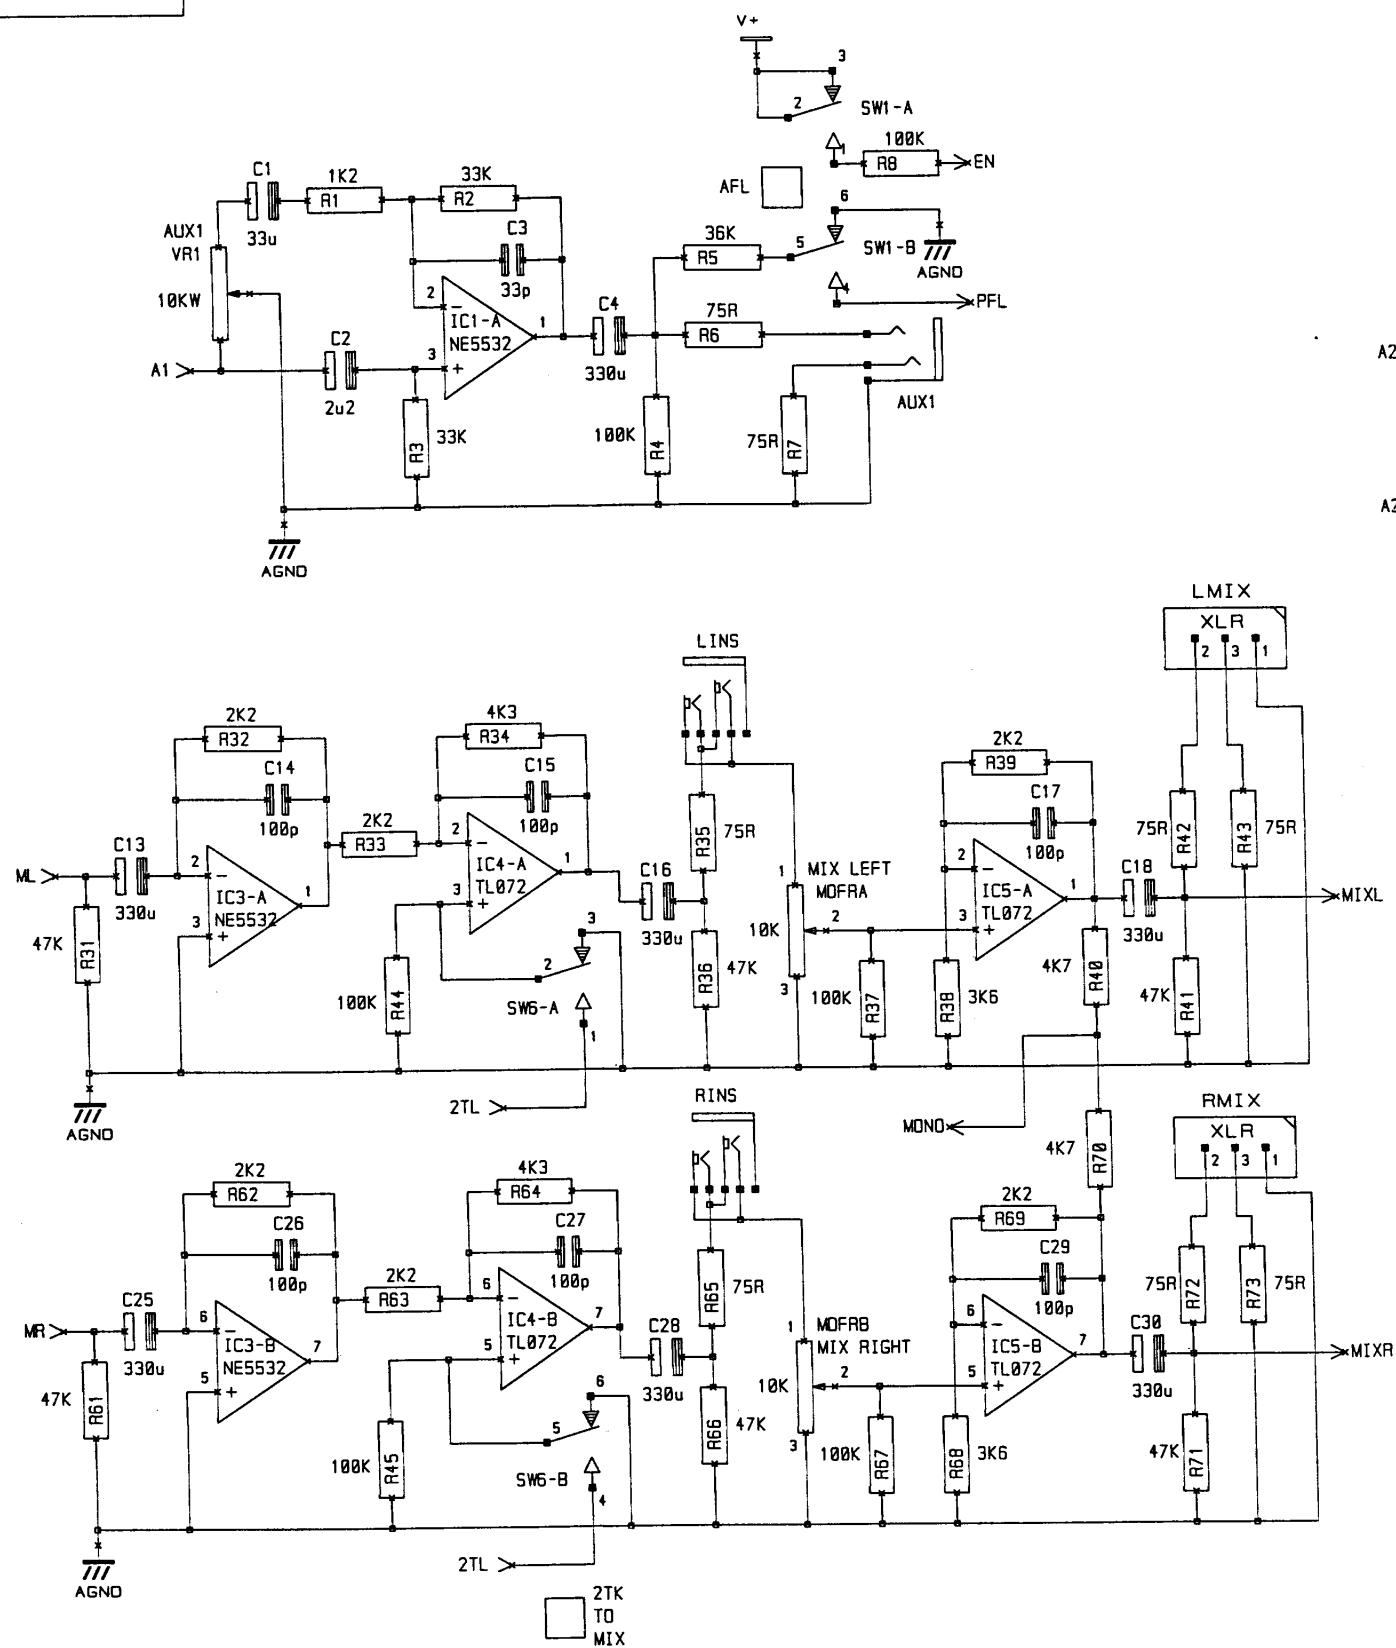 V+
3
2
SW1-A
1
100K
R8
EN
AFL
6
5
SW1-B
AGND
4
PFL
C1
33u
1K2
R1
33K
R2
C3
33p
AUX1
VR1
10KW
A1
C2
2u2
2
3
1
IC1-A
NE5532
R3
33K
C4
330u
36K
R5
75R
R6
100K
R4
75R
R7
AUX1
AGND
A2
A2
LMIX
XLR
2
3
1
LINS
2K2
R32
C14
100p
4K3
R34
C15
100p
2K2
R33
ML
C13
330u
2
3
1
IC3-A
NE5532
47K
R31
2
3
1
IC4-A
TL072
100K
R44
3
2
SW6-A
1
C16
330u
R35
75R
R36
47K
1
MIX LEFT
MDFRA
10K
2
3
100K
R37
2K2
R39
C17
100p
2
3
1
IC5-A
TL072
R38
3K6
4K7
R40
C18
330u
75R
R42
R43
75R
47K
R41
MIXL
AGND
2TL
MONO
4K7
R70
RINS
RMIX
XLR
2
3
1
2K2
R62
C26
100p
4K3
R64
C27
100p
2K2
R63
MR
C25
330u
6
5
7
IC3-B
NE5532
47K
R61
6
5
7
IC4-B
TL072
100K
R45
6
5
SW6-B
4
C28
330u
R65
75R
R66
47K
1
MDFRB
MIX RIGHT
10K
2
3
100K
R67
2K2
R69
C29
100p
6
5
7
IC5-B
TL072
R68
3K6
C30
330u
75R
R72
R73
75R
47K
R71
MIXR
AGND
2TL
2TK
TO
MIX